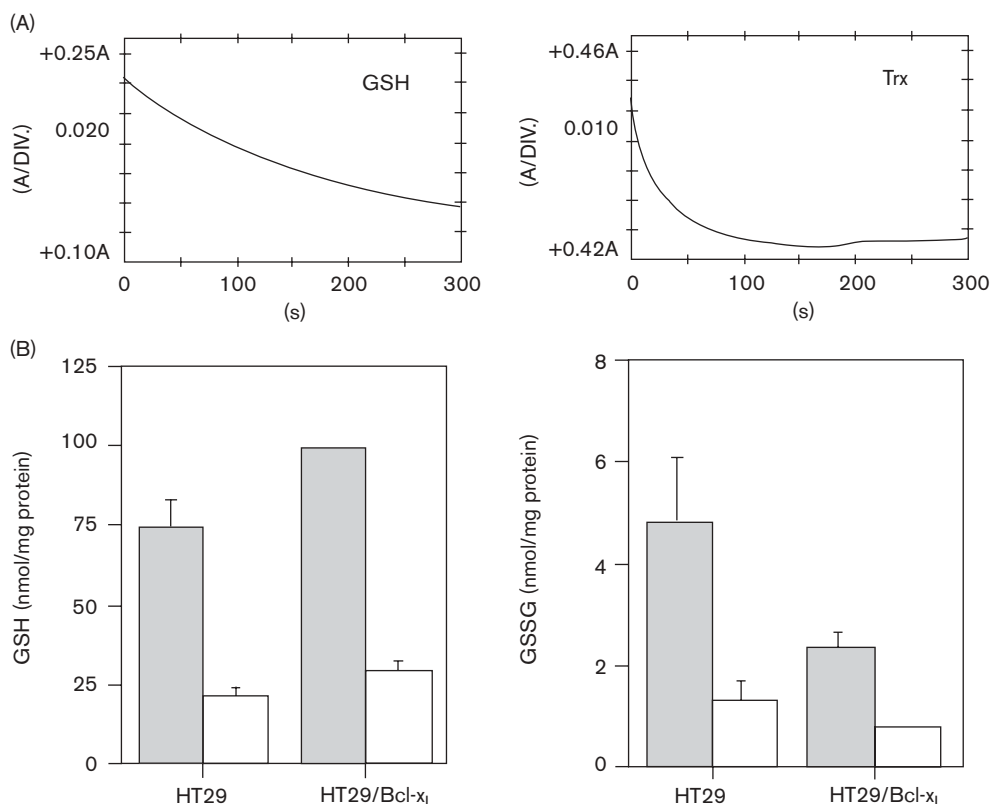 (A)
+0.25A
0.020
+0.10A
(A/DIV.)
GSH
0 100 200 300
(s)
+0.46A
0.010
+0.42A
(A/DIV.)
Trx
0 100 200 300
(s)
(B)
125
100
75
50
25
0
GSH (nmol/mg protein)
HT29 HT29/Bcl-xL
8
6
4
2
0
GSSG (nmol/mg protein)
HT29 HT29/Bcl-xL